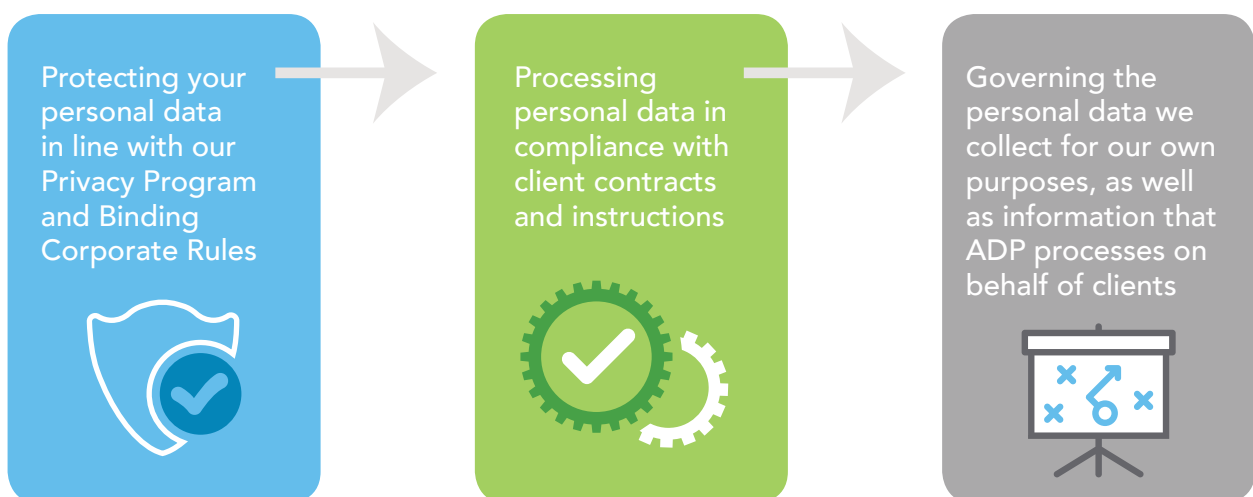 Protecting your
personal data
in line with our
Privacy Program
and Binding
Corporate Rules
Processing
personal data in
compliance with
client contracts
and instructions
Governing the
personal data we
collect for our own
purposes, as well
as information that
ADP processes on
behalf of clients